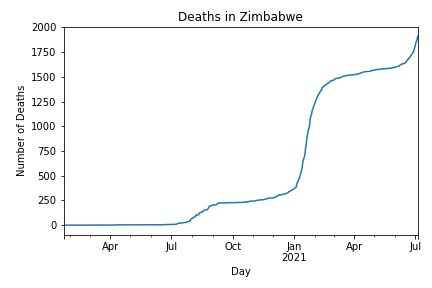 Deaths in Zimbabwe
2000
1750
1500
1250
1000
750
500
250
0
Number of Deaths
Apr
Jul
Oct
Jan
2021
Apr
Jul
Day